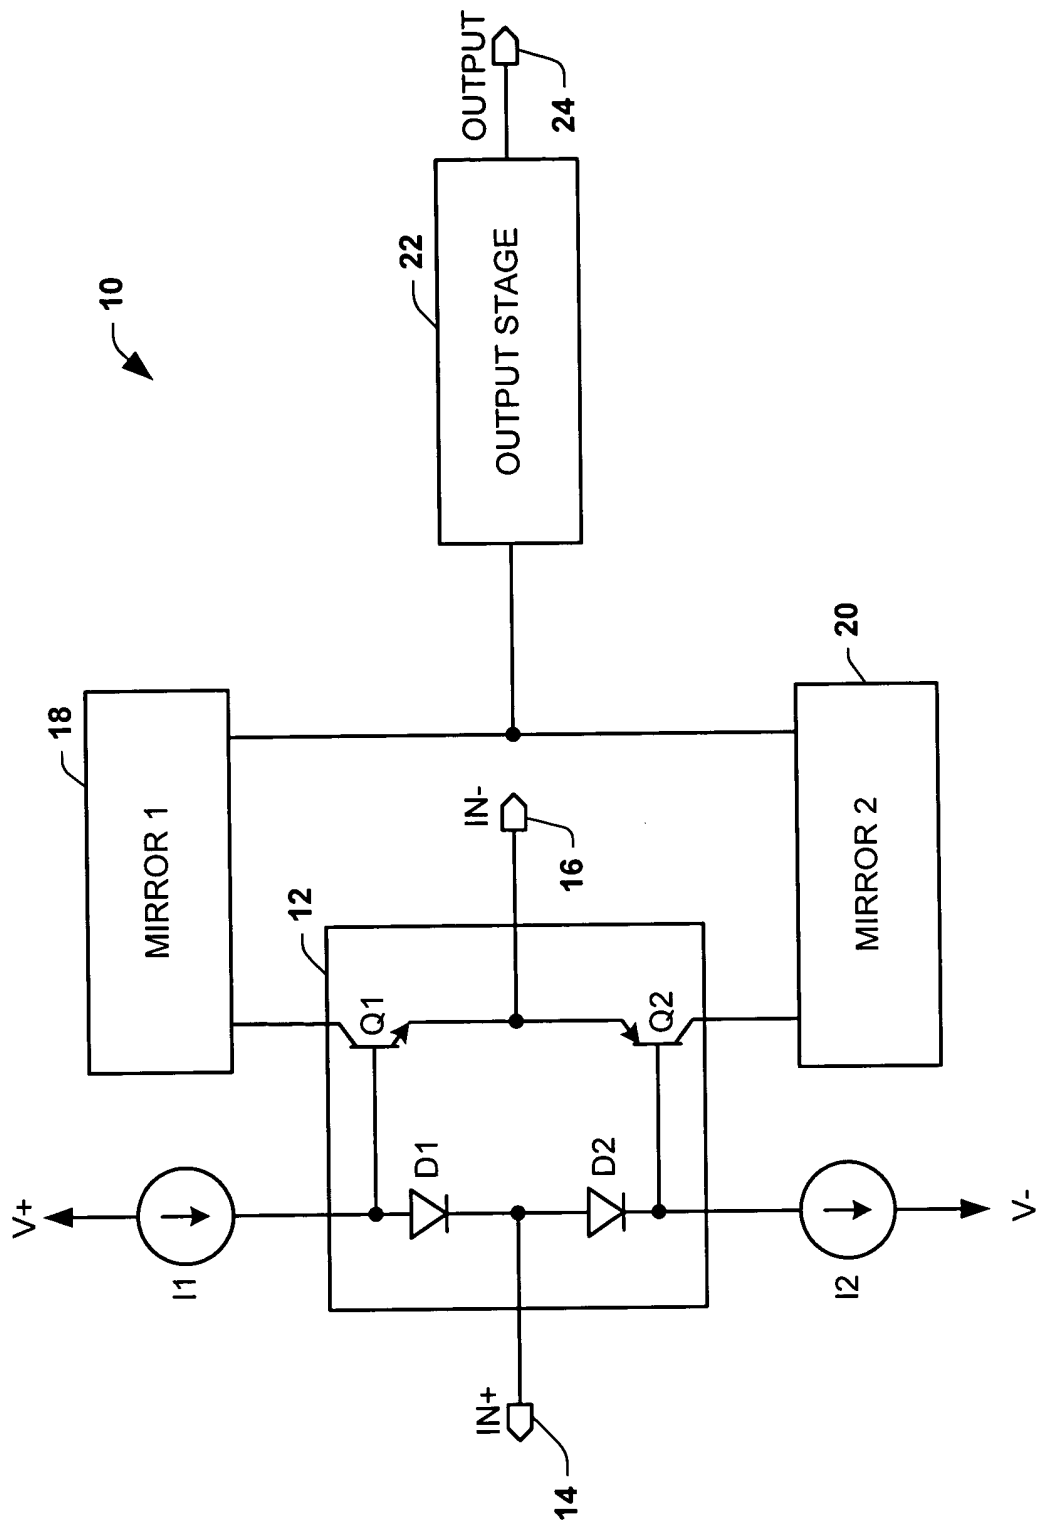 10
V+
I1
MIRROR 1
18
12
D1
Q1
IN+
14
IN-
16
OUTPUT STAGE
22
OUTPUT
24
D2
Q2
I2
V-
MIRROR 2
20